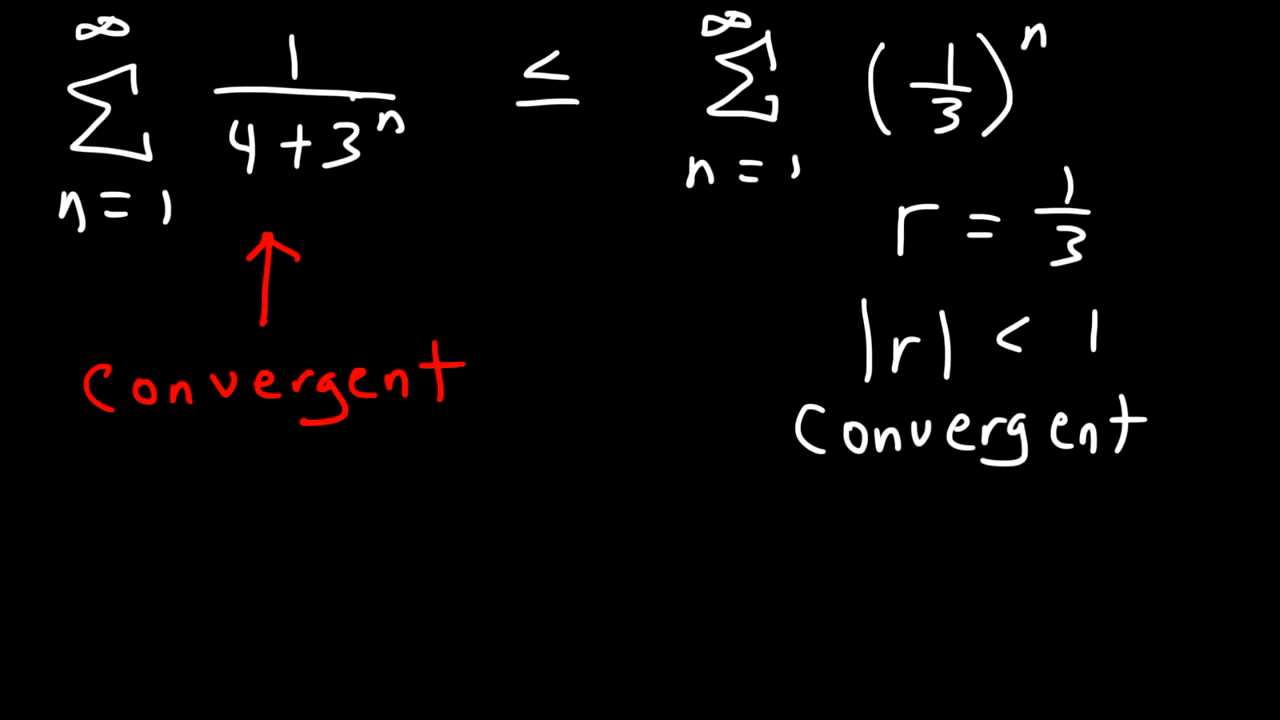 ∞ ∞
∑ 1/(4+3^n) ≤ ∑ (1/3)^n
n=1 n=1
r = 1/3
|r| < 1
convergent
convergent